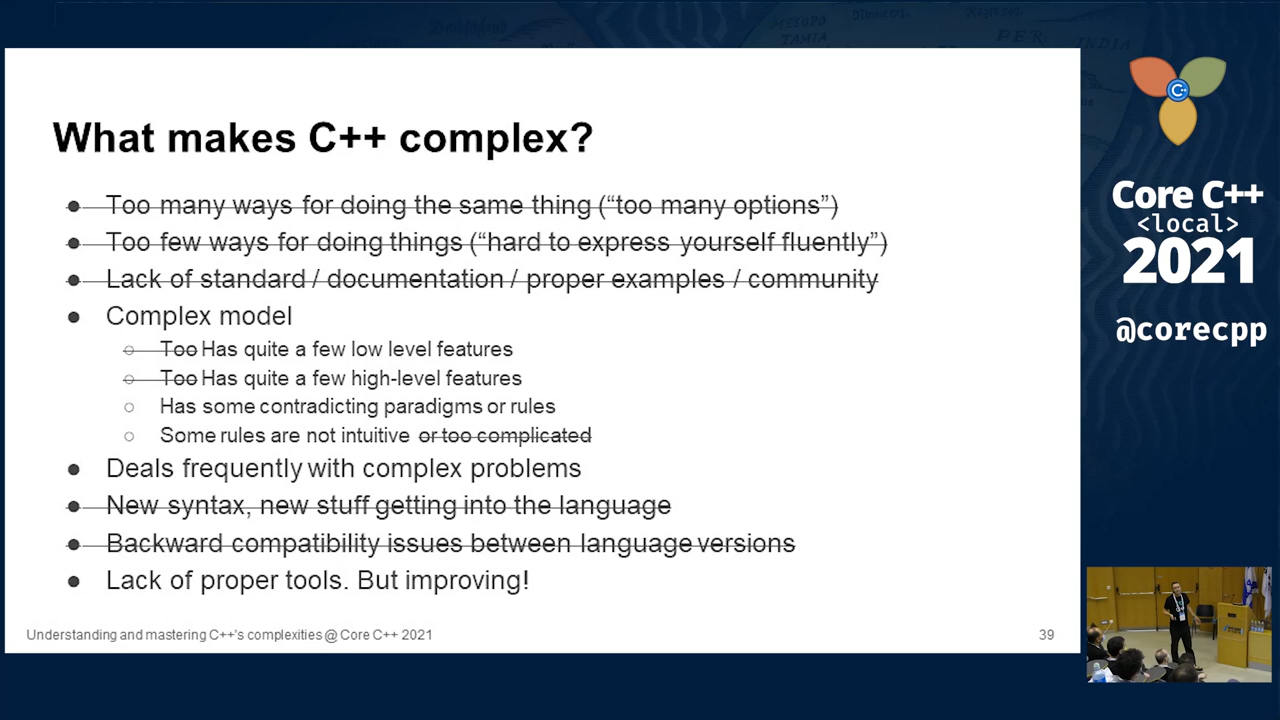 MESOPO
TAMIA
PER
INDIA
What makes C++ complex?
● Too many ways for doing the same thing (“too many options”)
● Too few ways for doing things (“hard to express yourself fluently”)
● Lack of standard / documentation / proper examples / community
● Complex model
○ Too Has quite a few low level features
○ Too Has quite a few high-level features
○ Has some contradicting paradigms or rules
○ Some rules are not intuitive or too complicated
● Deals frequently with complex problems
● New syntax, new stuff getting into the language
● Backward compatibility issues between language versions
● Lack of proper tools. But improving!
Understanding and mastering C++'s complexities @ Core C++ 2021
39
C++
Core C++
<local>
2021
@corecpp